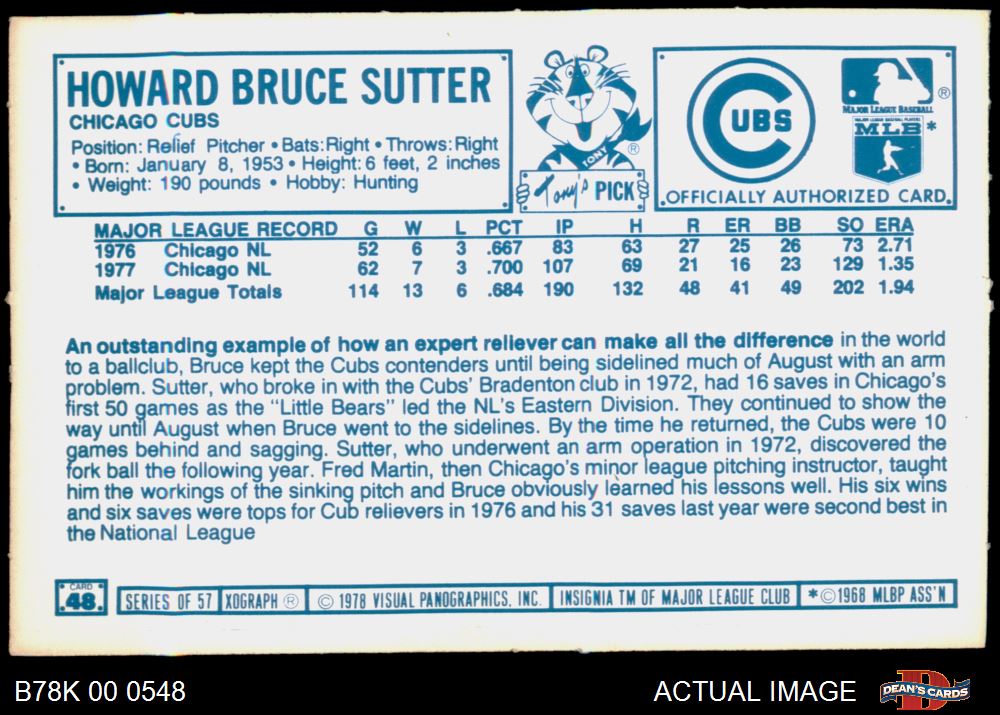 HOWARD BRUCE SUTTER
CHICAGO CUBS
Position: Relief Pitcher • Bats:Right • Throws:Right
• Born: January 8, 1953 • Height: 6 feet, 2 inches
• Weight: 190 pounds • Hobby: Hunting
TONY
®
Tony's PICK
CUBS
®
MAJOR LEAGUE BASEBALL
MAJOR LEAGUE BASEBALL PLAYERS
MLB *
OFFICIALLY AUTHORIZED CARD.
MAJOR LEAGUE RECORD G W L PCT IP H R ER BB SO ERA
1976 Chicago NL 52 6 3 .667 83 63 27 25 26 73 2.71
1977 Chicago NL 62 7 3 .700 107 69 21 16 23 129 1.35
Major League Totals 114 13 6 .684 190 132 48 41 49 202 1.94
An outstanding example of how an expert reliever can make all the difference in the world
to a ballclub, Bruce kept the Cubs contenders until being sidelined much of August with an arm
problem. Sutter, who broke in with the Cubs' Bradenton club in 1972, had 16 saves in Chicago's
first 50 games as the "Little Bears" led the NL's Eastern Division. They continued to show the
way until August when Bruce went to the sidelines. By the time he returned, the Cubs were 10
games behind and sagging. Sutter, who underwent an arm operation in 1972, discovered the
fork ball the following year. Fred Martin, then Chicago's minor league pitching instructor, taught
him the workings of the sinking pitch and Bruce obviously learned his lessons well. His six wins
and six saves were tops for Cub relievers in 1976 and his 31 saves last year were second best in
the National League
CARD
48
SERIES OF 57 XOGRAPH ® © 1978 VISUAL PANOGRAPHICS, INC. INSIGNIA TM OF MAJOR LEAGUE CLUB *©1968 MLBP ASS'N
B78K 00 0548
ACTUAL IMAGE
DEAN'S CARDS